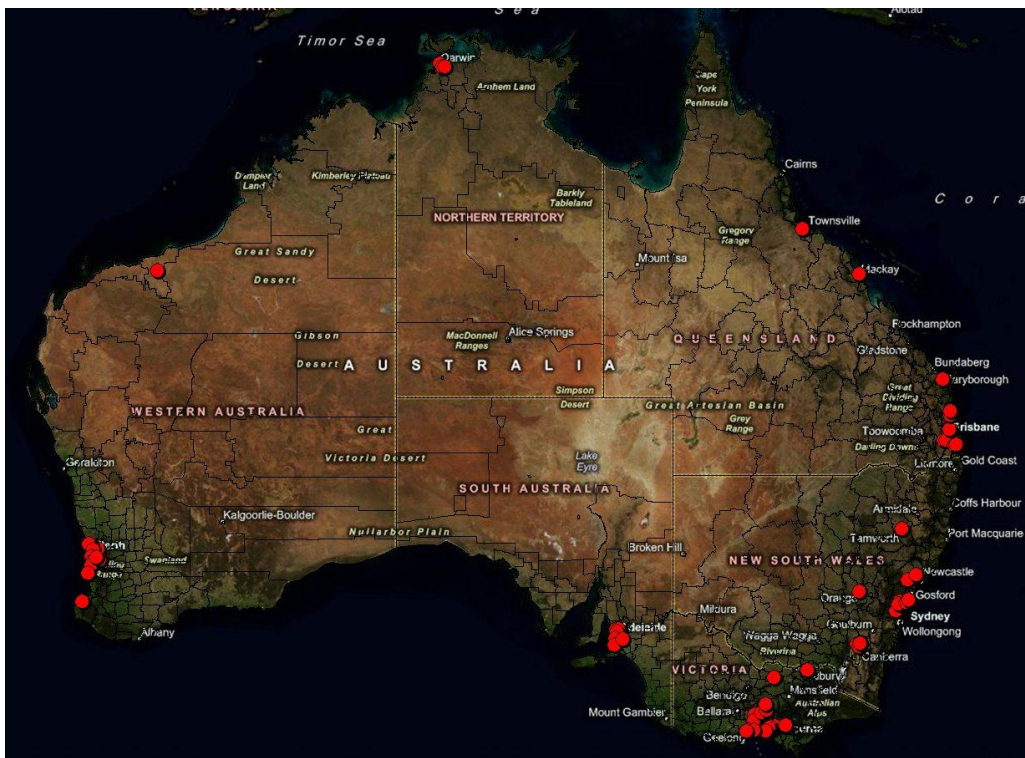 Sea
Alotau
Timor Sea
Darwin
Arnhem Land
Cape
York
Peninsula
Cairns
Dampier
Land
Kimberley Plateau
Barkly
Tableland
NORTHERN TERRITORY
Townsville
Gregory
Range
Great Sandy
Desert
Mount Isa
Mackay
Rockhampton
Gibson
Desert
MacDonnell
Ranges
Alice Springs
QUEENSLAND
Gladstone
AUSTRALIA
Bundaberg
Simpson
Desert
Great
Dividing
Range
Great Artesian Basin
WESTERN AUSTRALIA
Grey
Range
Great
Victoria Desert
Toowoomba
Darling Downs
Gold Coast
Lismore
Geraldton
Lake
Eyre
SOUTH AUSTRALIA
Coffs Harbour
Armidale
Kalgoorlie-Boulder
Nullarbor Plain
Port Macquarie
Tamworth
Broken Hill
NEW SOUTH WALES
Swanland
Newcastle
Orange
Gosford
Mildura
Sydney
Albany
Goulburn
Wollongong
Wagga Wagga
Riverina
Canberra
VICTORIA
Mansfield
Bendigo
Australian
Alps
Mount Gambier
Geelong